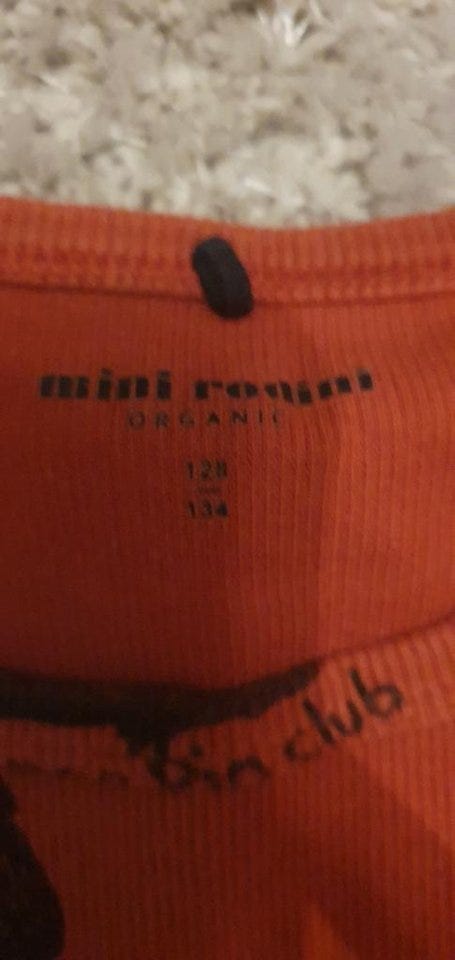 mini rodini
ORGANIC
128
134
club